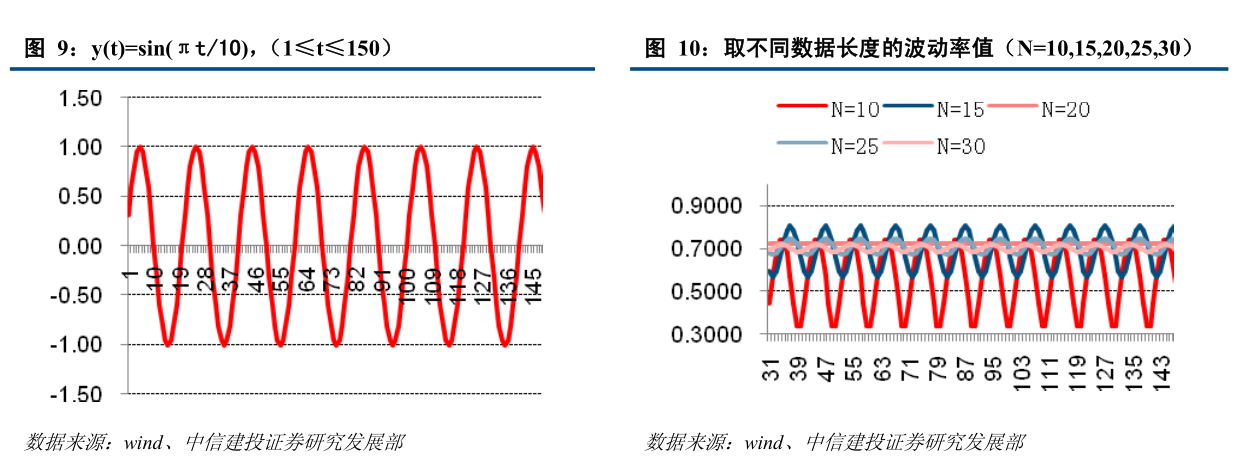 图 9：y(t)=sin(πt/10)，（1≤t≤150）
1.50
1.00
0.50
0.00
-0.50
-1.00
-1.50
1 10 19 28 37 46 55 64 73 82 91 100 109 118 127 136 145
数据来源：wind、中信建投证券研究发展部
图 10：取不同数据长度的波动率值（N=10,15,20,25,30）
N=10 N=15 N=20
N=25 N=30
0.9000
0.7000
0.5000
0.3000
31 39 47 55 63 71 79 87 95 103 111 119 127 135 143
数据来源：wind、中信建投证券研究发展部